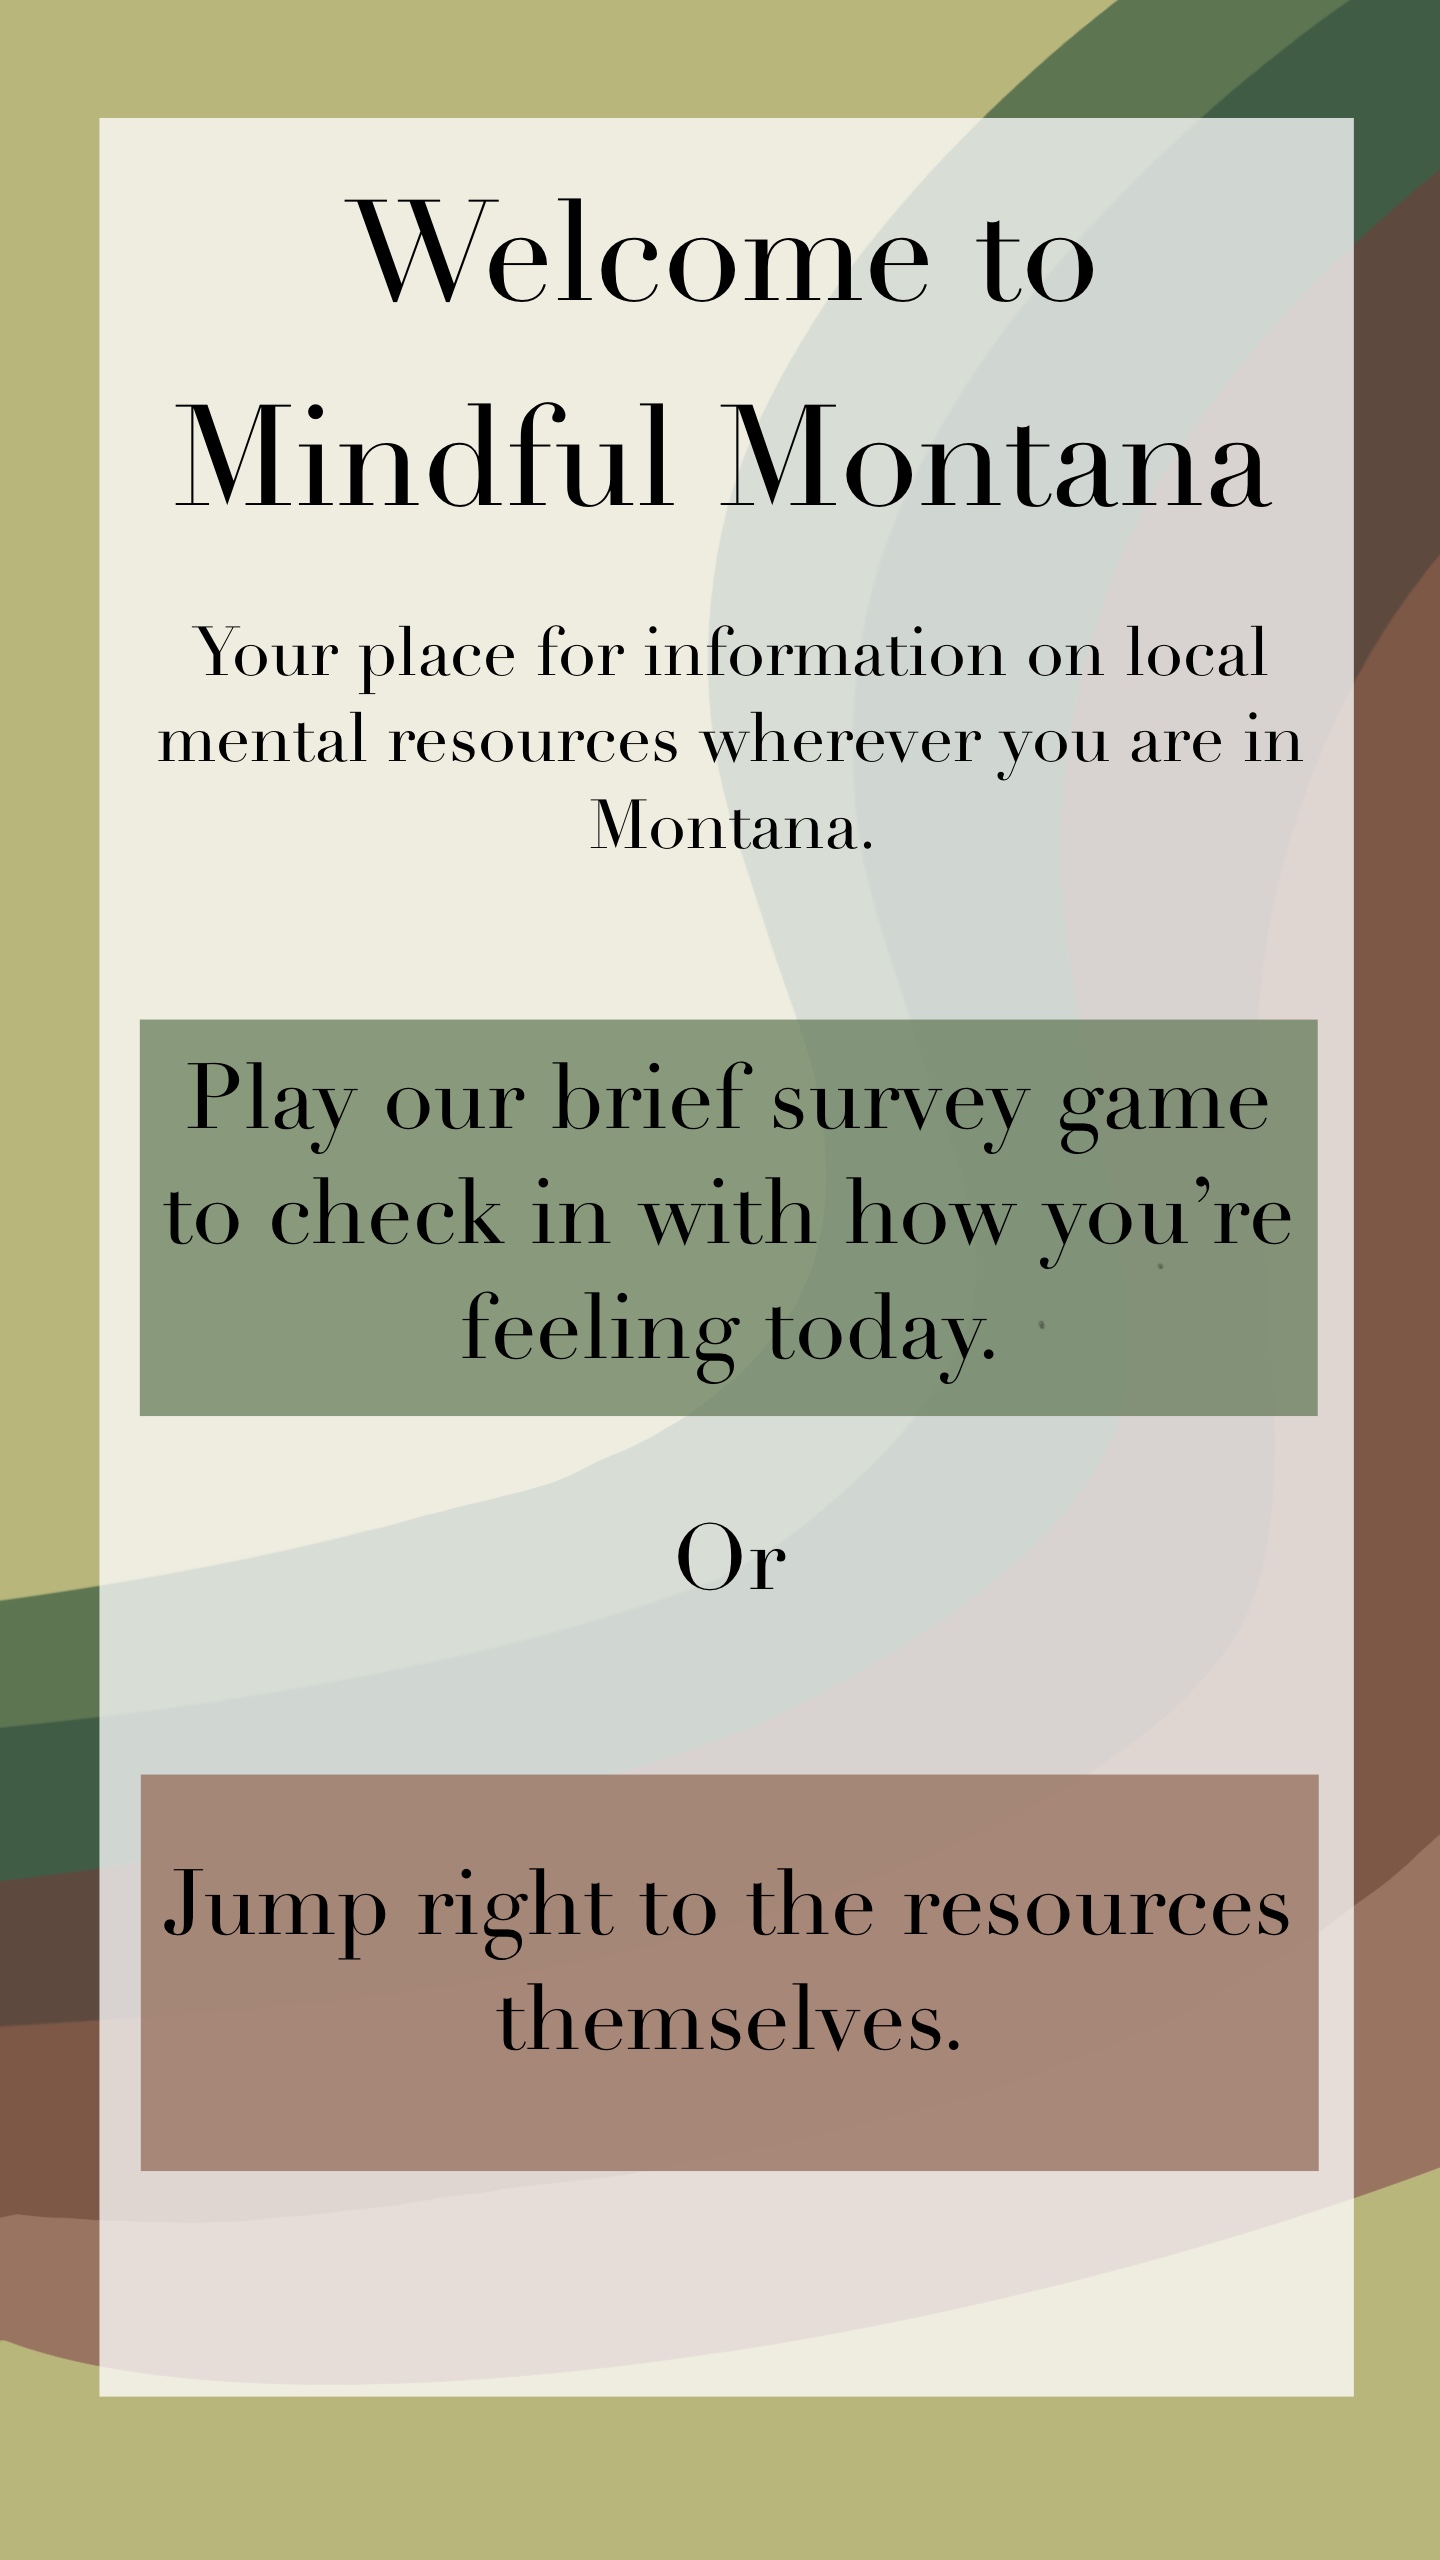 Welcome to
Mindful Montana
Your place for information on local
mental resources wherever you are in
Montana.
Play our brief survey game
to check in with how you’re
feeling today.
Or
Jump right to the resources
themselves.